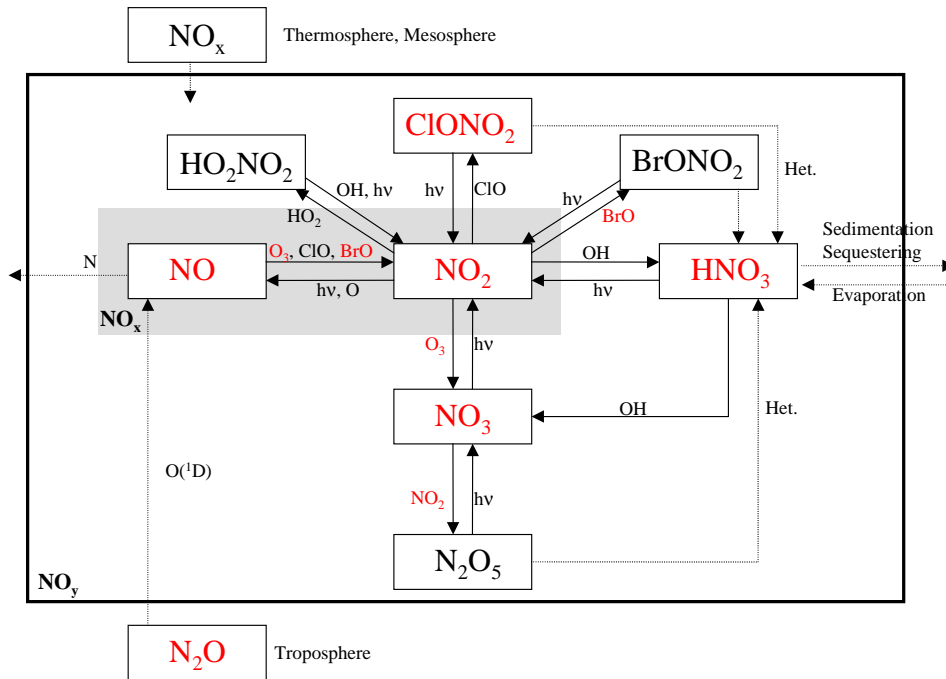 NOₓ
Thermosphere, Mesosphere
ClONO₂
HO₂NO₂
BrONO₂
Het.
OH, hν
hν
ClO
hν
HO₂
BrO
Sedimentation
Sequestering
N
NO
O₃, ClO, BrO
NO₂
OH
HNO₃
hν, O
hν
Evaporation
NOₓ
O₃
hν
NO₃
OH
Het.
O(¹D)
NO₂
hν
N₂O₅
NOᵧ
N₂O
Troposphere